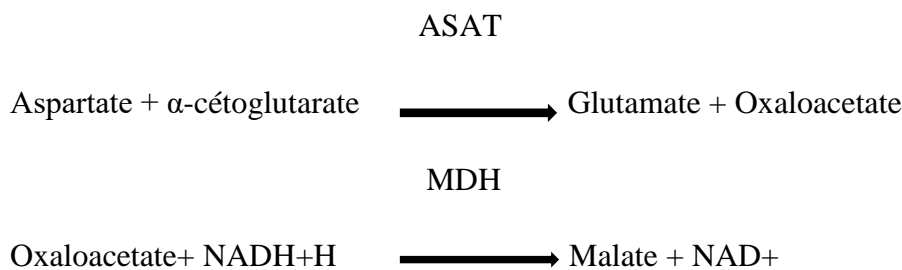 ASAT
Aspartate + α-cétoglutarate Glutamate + Oxaloacetate
MDH
Oxaloacetate+ NADH+H Malate + NAD+